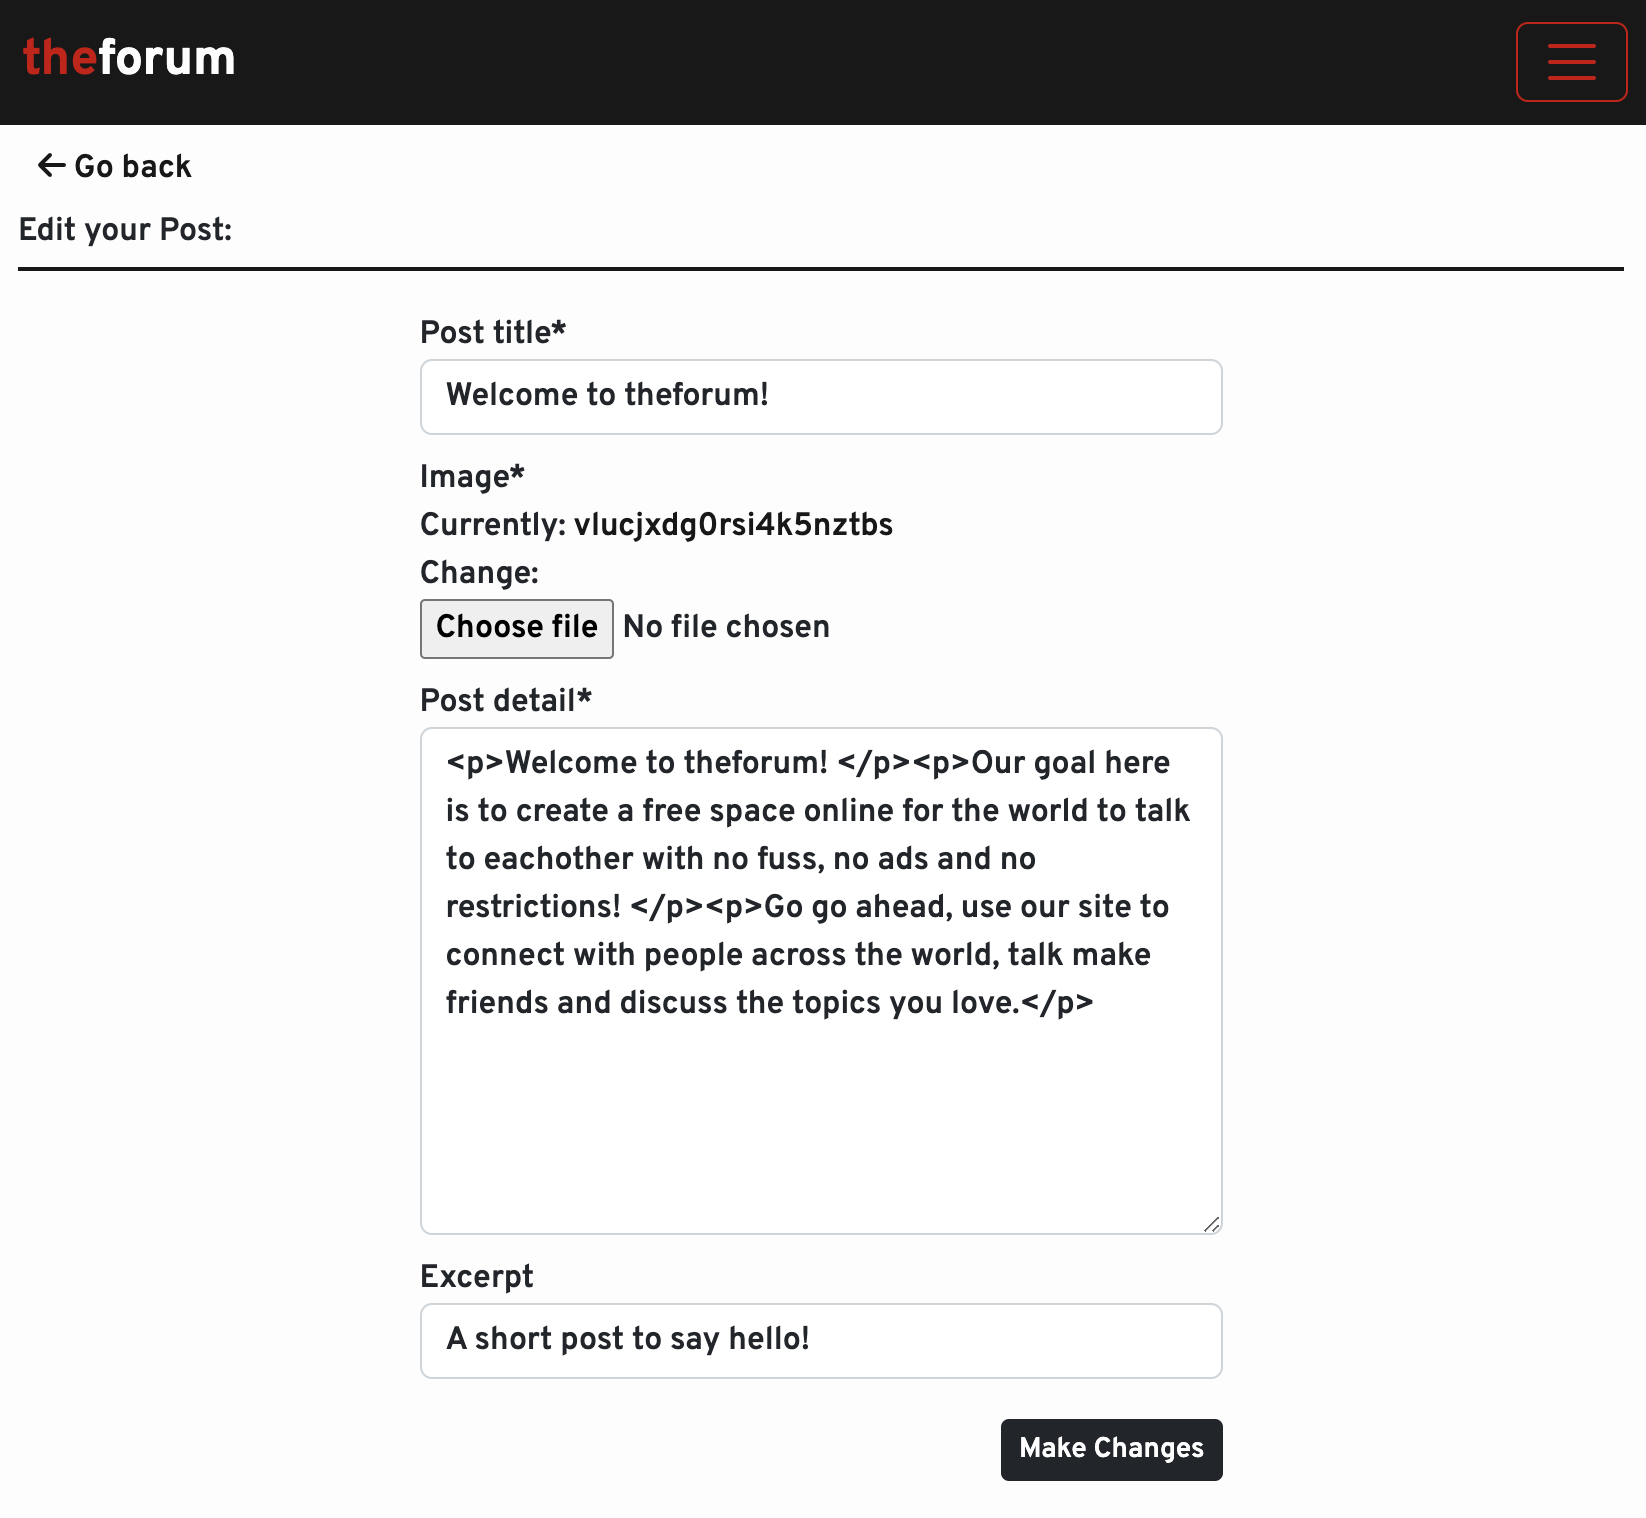 theforum
Go back
Edit your Post:
Post title*
Welcome to theforum!
Image*
Currently: vlucjxdg0rsi4k5nztbs
Change:
Choose file No file chosen
Post detail*
<p>Welcome to theforum! </p><p>Our goal here
is to create a free space online for the world to talk
to eachother with no fuss, no ads and no
restrictions! </p><p>Go go ahead, use our site to
connect with people across the world, talk make
friends and discuss the topics you love.</p>
Excerpt
A short post to say hello!
Make Changes